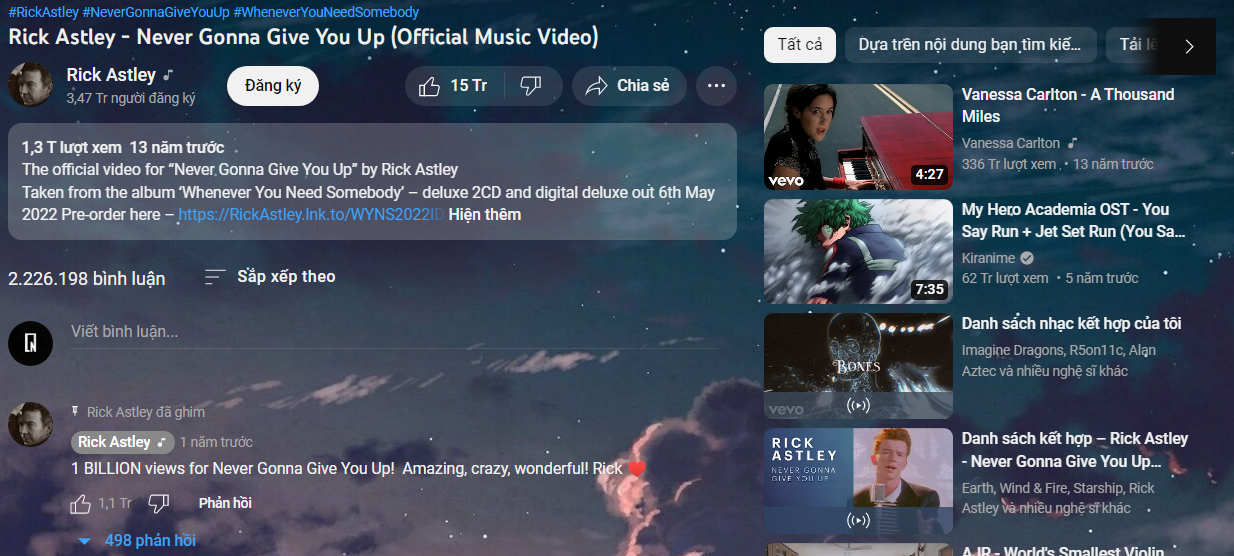 #RickAstley #NeverGonnaGiveYouUp #WheneverYouNeedSomebody
Rick Astley - Never Gonna Give You Up (Official Music Video)
Rick Astley
3,47 Tr người đăng ký
Đăng ký
15 Tr
Chia sẻ
1,3 T lượt xem 13 năm trước
The official video for “Never Gonna Give You Up” by Rick Astley
Taken from the album ‘Whenever You Need Somebody’ – deluxe 2CD and digital deluxe out 6th May
2022 Pre-order here – https://RickAstley.lnk.to/WYNS2022ID Hiện thêm
2.226.198 bình luận
Sắp xếp theo
Viết bình luận...
Rick Astley đã ghim
Rick Astley 1 năm trước
1 BILLION views for Never Gonna Give You Up! Amazing, crazy, wonderful! Rick ♥
1,1 Tr
Phản hồi
498 phản hồi
Tất cả
Dựa trên nội dung bạn tìm kiế...
Tải lê
vevo
4:27
Vanessa Carlton - A Thousand
Miles
Vanessa Carlton
336 Tr lượt xem • 13 năm trước
7:35
My Hero Academia OST - You
Say Run + Jet Set Run (You Sa...
Kiranime
62 Tr lượt xem • 5 năm trước
BONES
vevo
Danh sách nhạc kết hợp của tôi
Imagine Dragons, R5on11c, Alan
Aztec và nhiều nghệ sĩ khác
RICK
ASTLEY
NEVER GONNA
GIVE YOU UP
Danh sách kết hợp – Rick Astley
- Never Gonna Give You Up...
Earth, Wind & Fire, Starship, Rick
Astley và nhiều nghệ sĩ khác
AJR - World's Smallest Violin